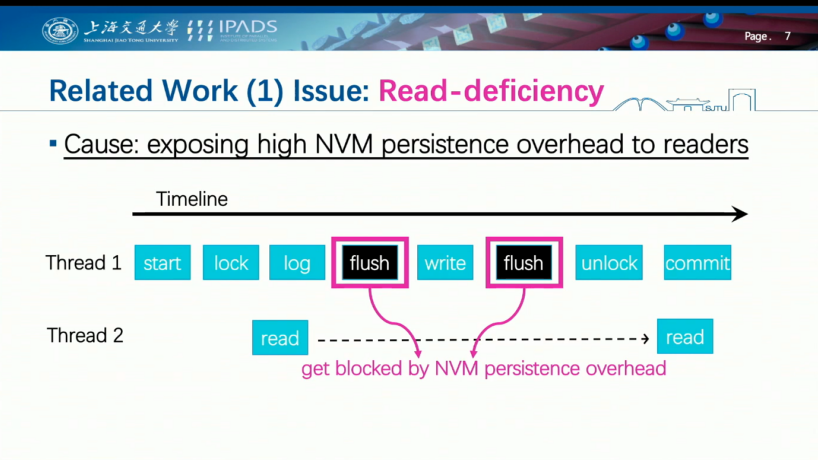 上海交通大学
SHANGHAI JIAO TONG UNIVERSITY
IPADS
Page. 7
Related Work (1) Issue: Read-deficiency
SJTU
▪ Cause: exposing high NVM persistence overhead to readers
Timeline
Thread 1 start lock log flush write flush unlock commit
Thread 2 read read
get blocked by NVM persistence overhead